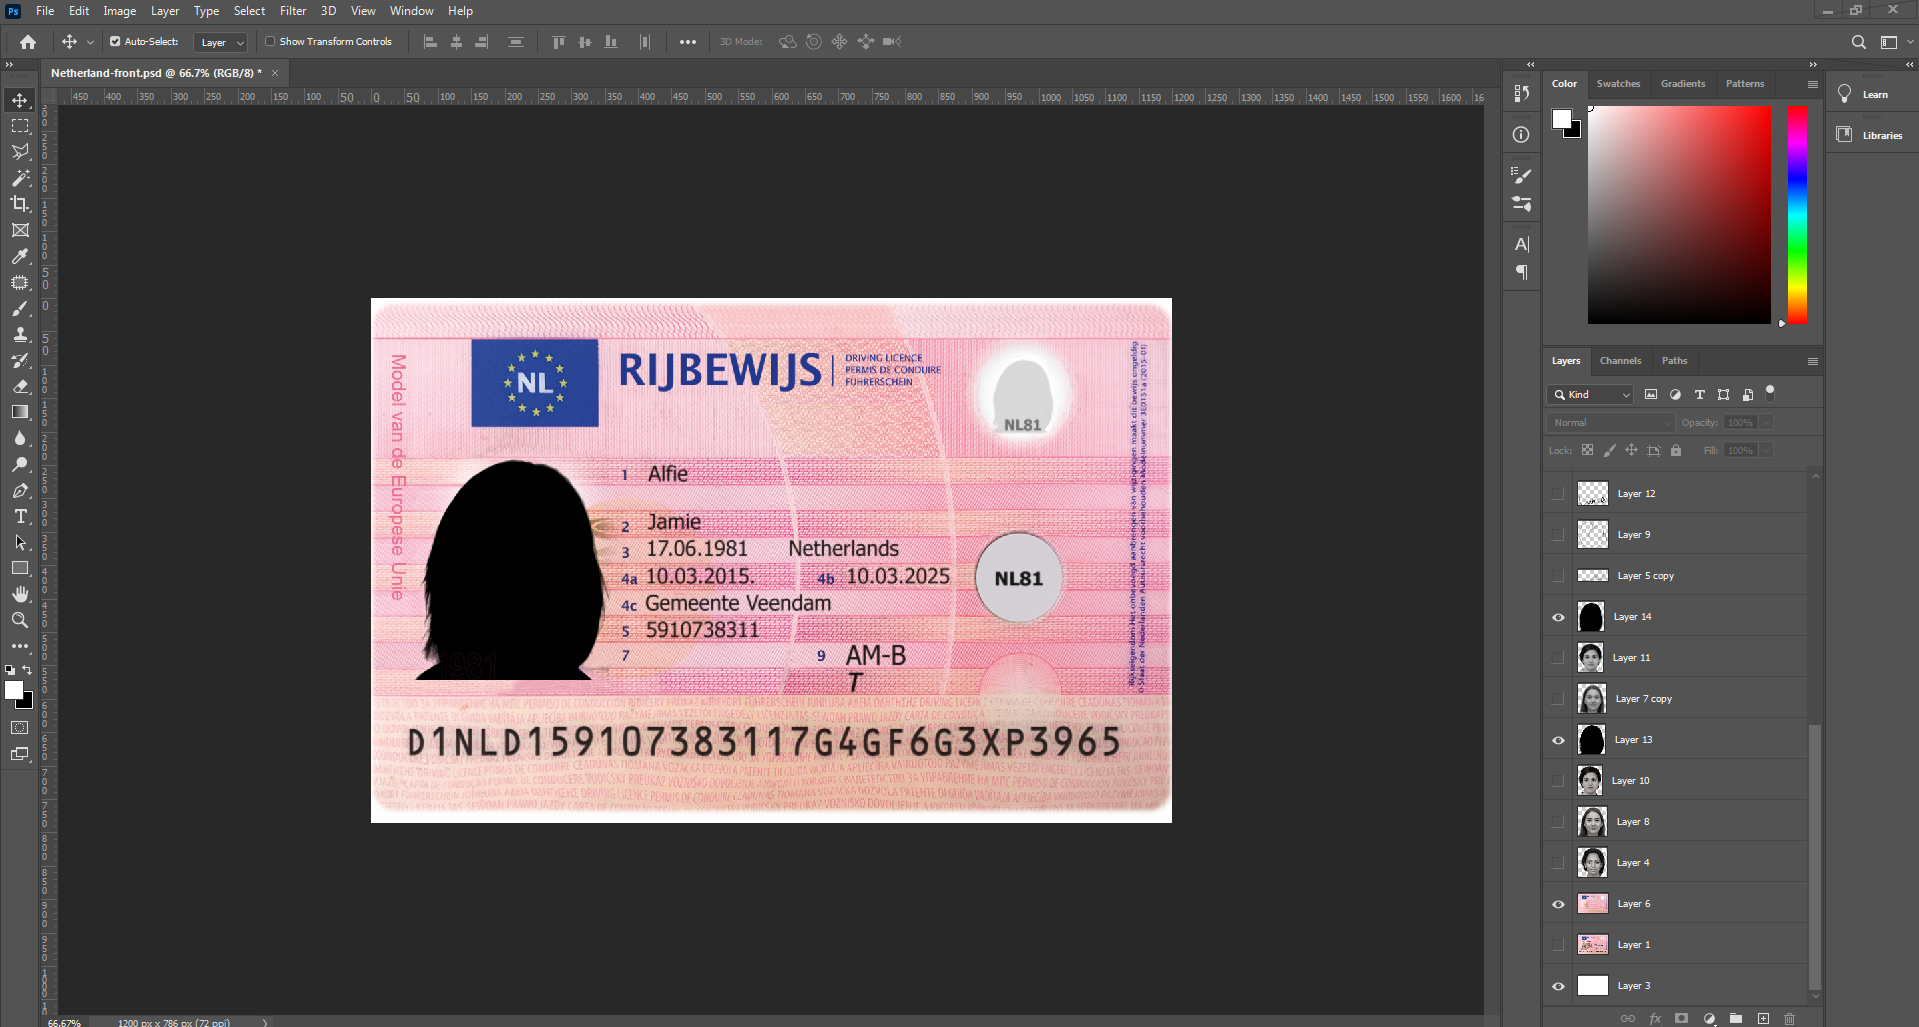 Ps File Edit Image Layer Type Select Filter 3D View Window Help
Auto-Select: Layer Show Transform Controls 3D Mode:
Netherland-front.psd @ 66.7% (RGB/8) *
450 400 350 300 250 200 150 100 50 0 50 100 150 200 250 300 350 400 450 500 550 600 650 700 750 800 850 900 950 1000 1050 1100 1150 1200 1250 1300 1350 1400 1450 1500 1550 1600
Model van de Europese Unie
NL
RIJBEWIJS
DRIVING LICENCE
PERMIS DE CONDUIRE
FÜHRERSCHEIN
NL81
1 Alfie
2 Jamie
3 17.06.1981 Netherlands
4a 10.03.2015. 4b 10.03.2025
4c Gemeente Veendam
5 5910738311
7 9 AM-B
T
NL81
1981
D1NLD159107383117G4GF6G3XP3965
66.67% 1200 px x 786 px (72 ppi)
Color Swatches Gradients Patterns
Learn
Libraries
Layers Channels Paths
Kind
Normal Opacity: 100%
Lock: Fill: 100%
Layer 12
Layer 9
Layer 5 copy
Layer 14
Layer 11
Layer 7 copy
Layer 13
Layer 10
Layer 8
Layer 4
Layer 6
Layer 1
Layer 3